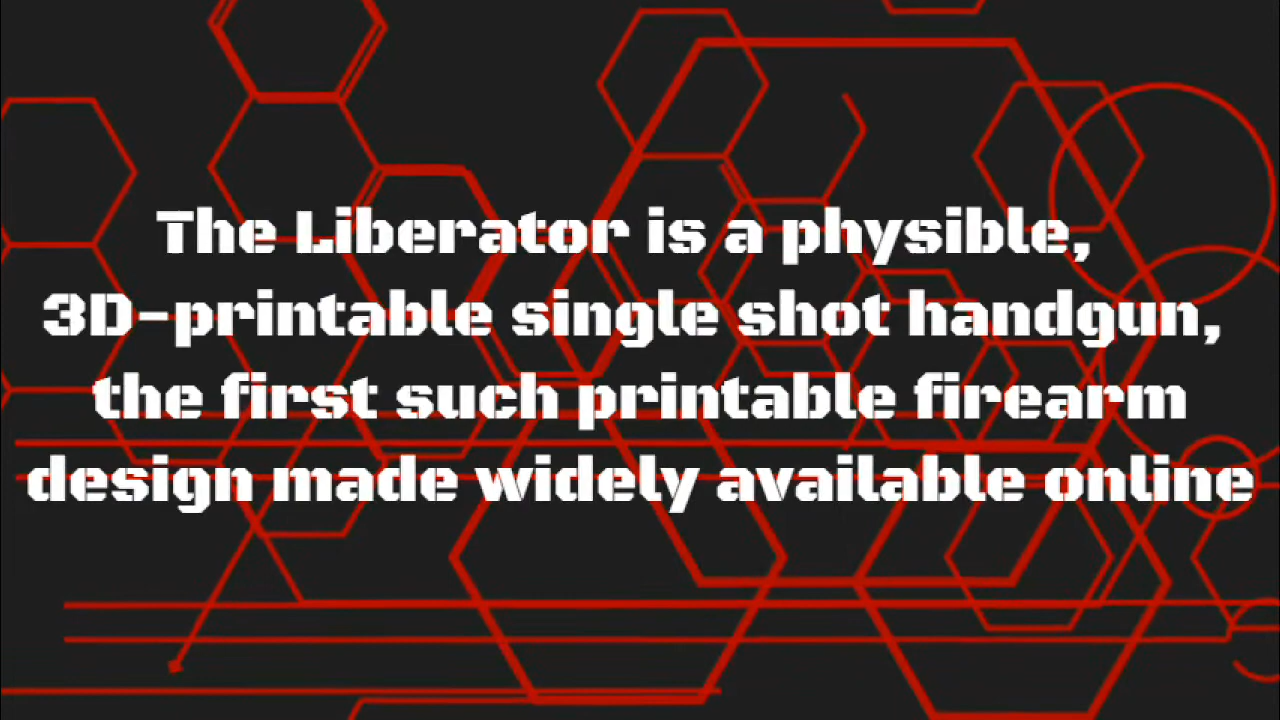 The Liberator is a physible,
3D-printable single shot handgun,
the first such printable firearm
design made widely available online